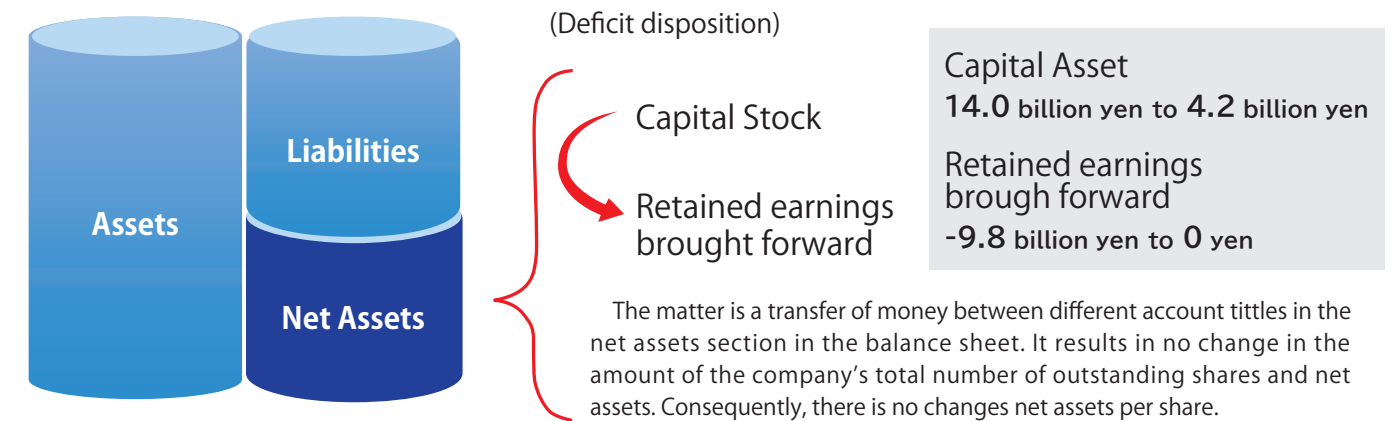 Assets
Liabilities
Net Assets
(Deficit disposition)
Capital Stock
Retained earnings
brought forward
Capital Asset
14.0 billion yen to 4.2 billion yen
Retained earnings
brough forward
-9.8 billion yen to 0 yen
The matter is a transfer of money between different account tittles in the
net assets section in the balance sheet. It results in no change in the
amount of the company’s total number of outstanding shares and net
assets. Consequently, there is no changes net assets per share.